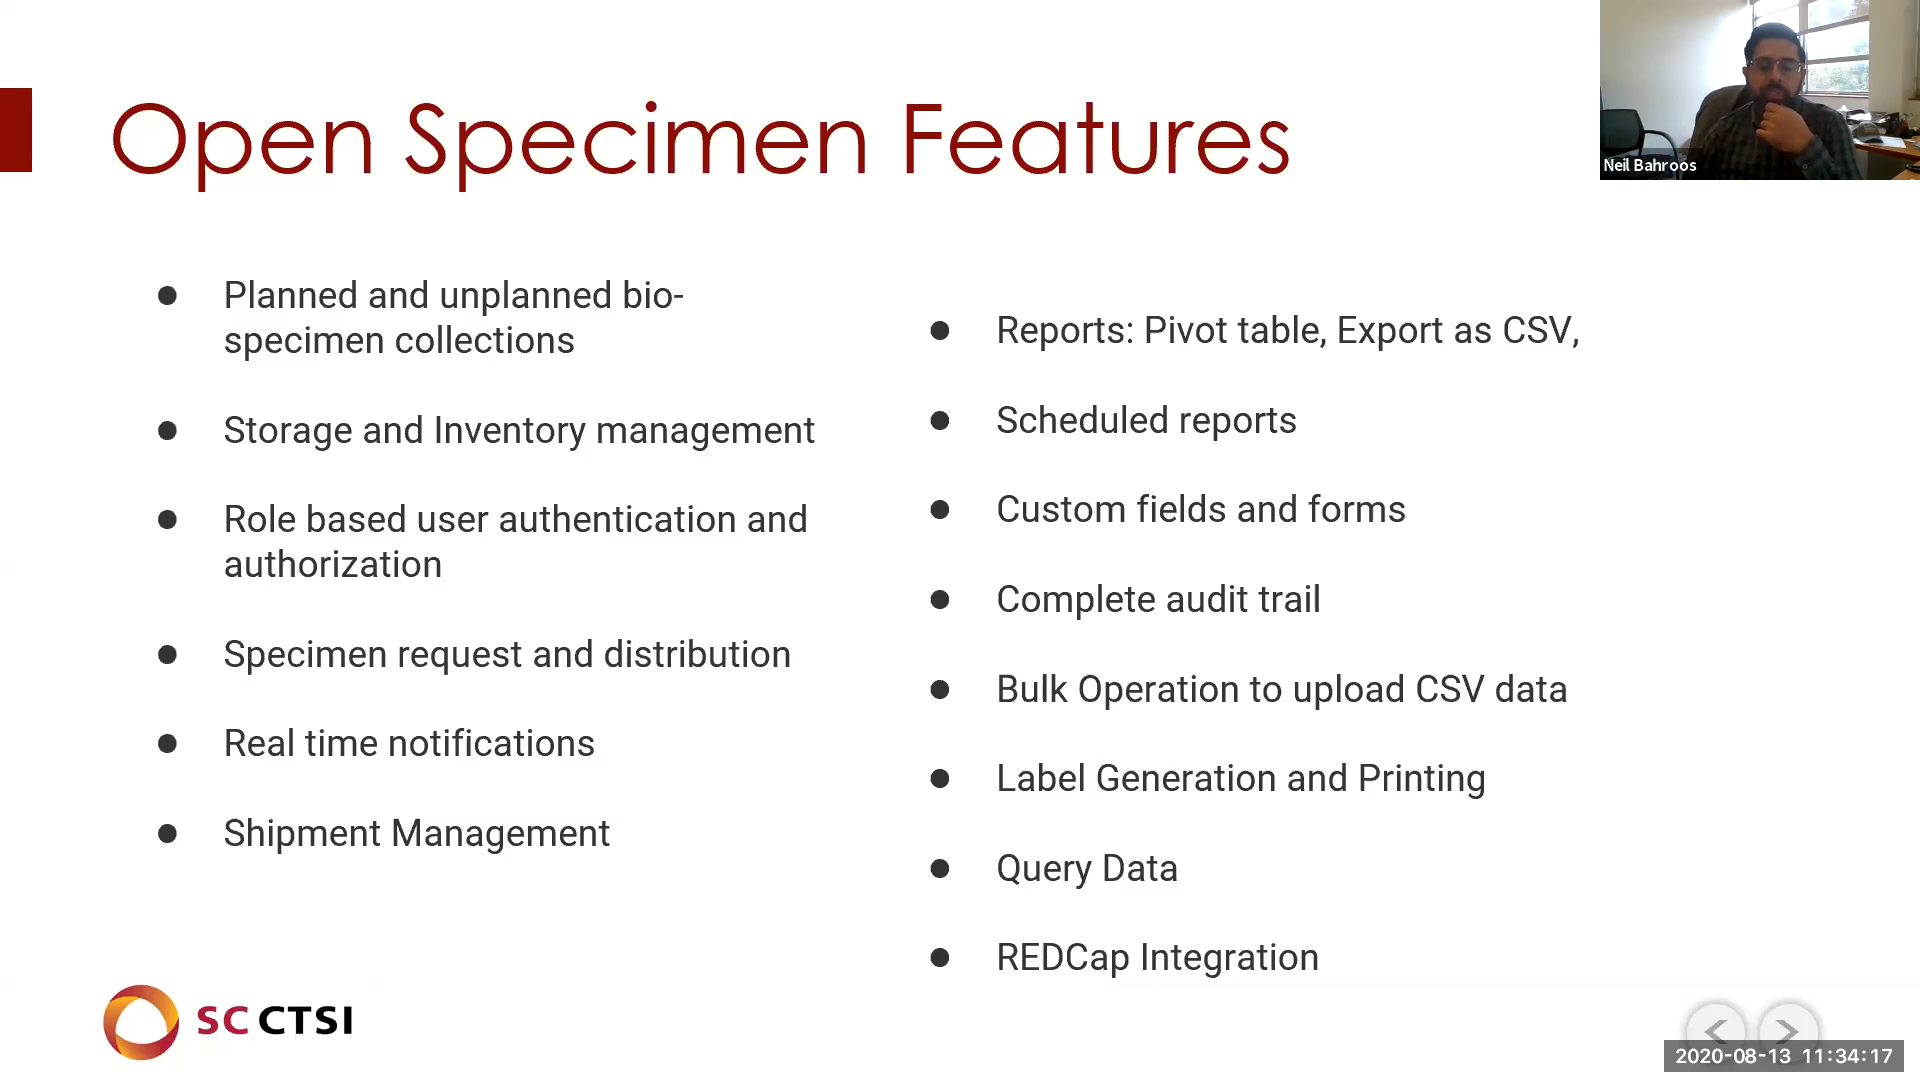 Open Specimen Features
Neil Bahroos
Planned and unplanned bio-
specimen collections
Storage and Inventory management
Role based user authentication and
authorization
Specimen request and distribution
Real time notifications
Shipment Management
Reports: Pivot table, Export as CSV,
Scheduled reports
Custom fields and forms
Complete audit trail
Bulk Operation to upload CSV data
Label Generation and Printing
Query Data
REDCap Integration
SC CTSI
2020-08-13 11:34:17